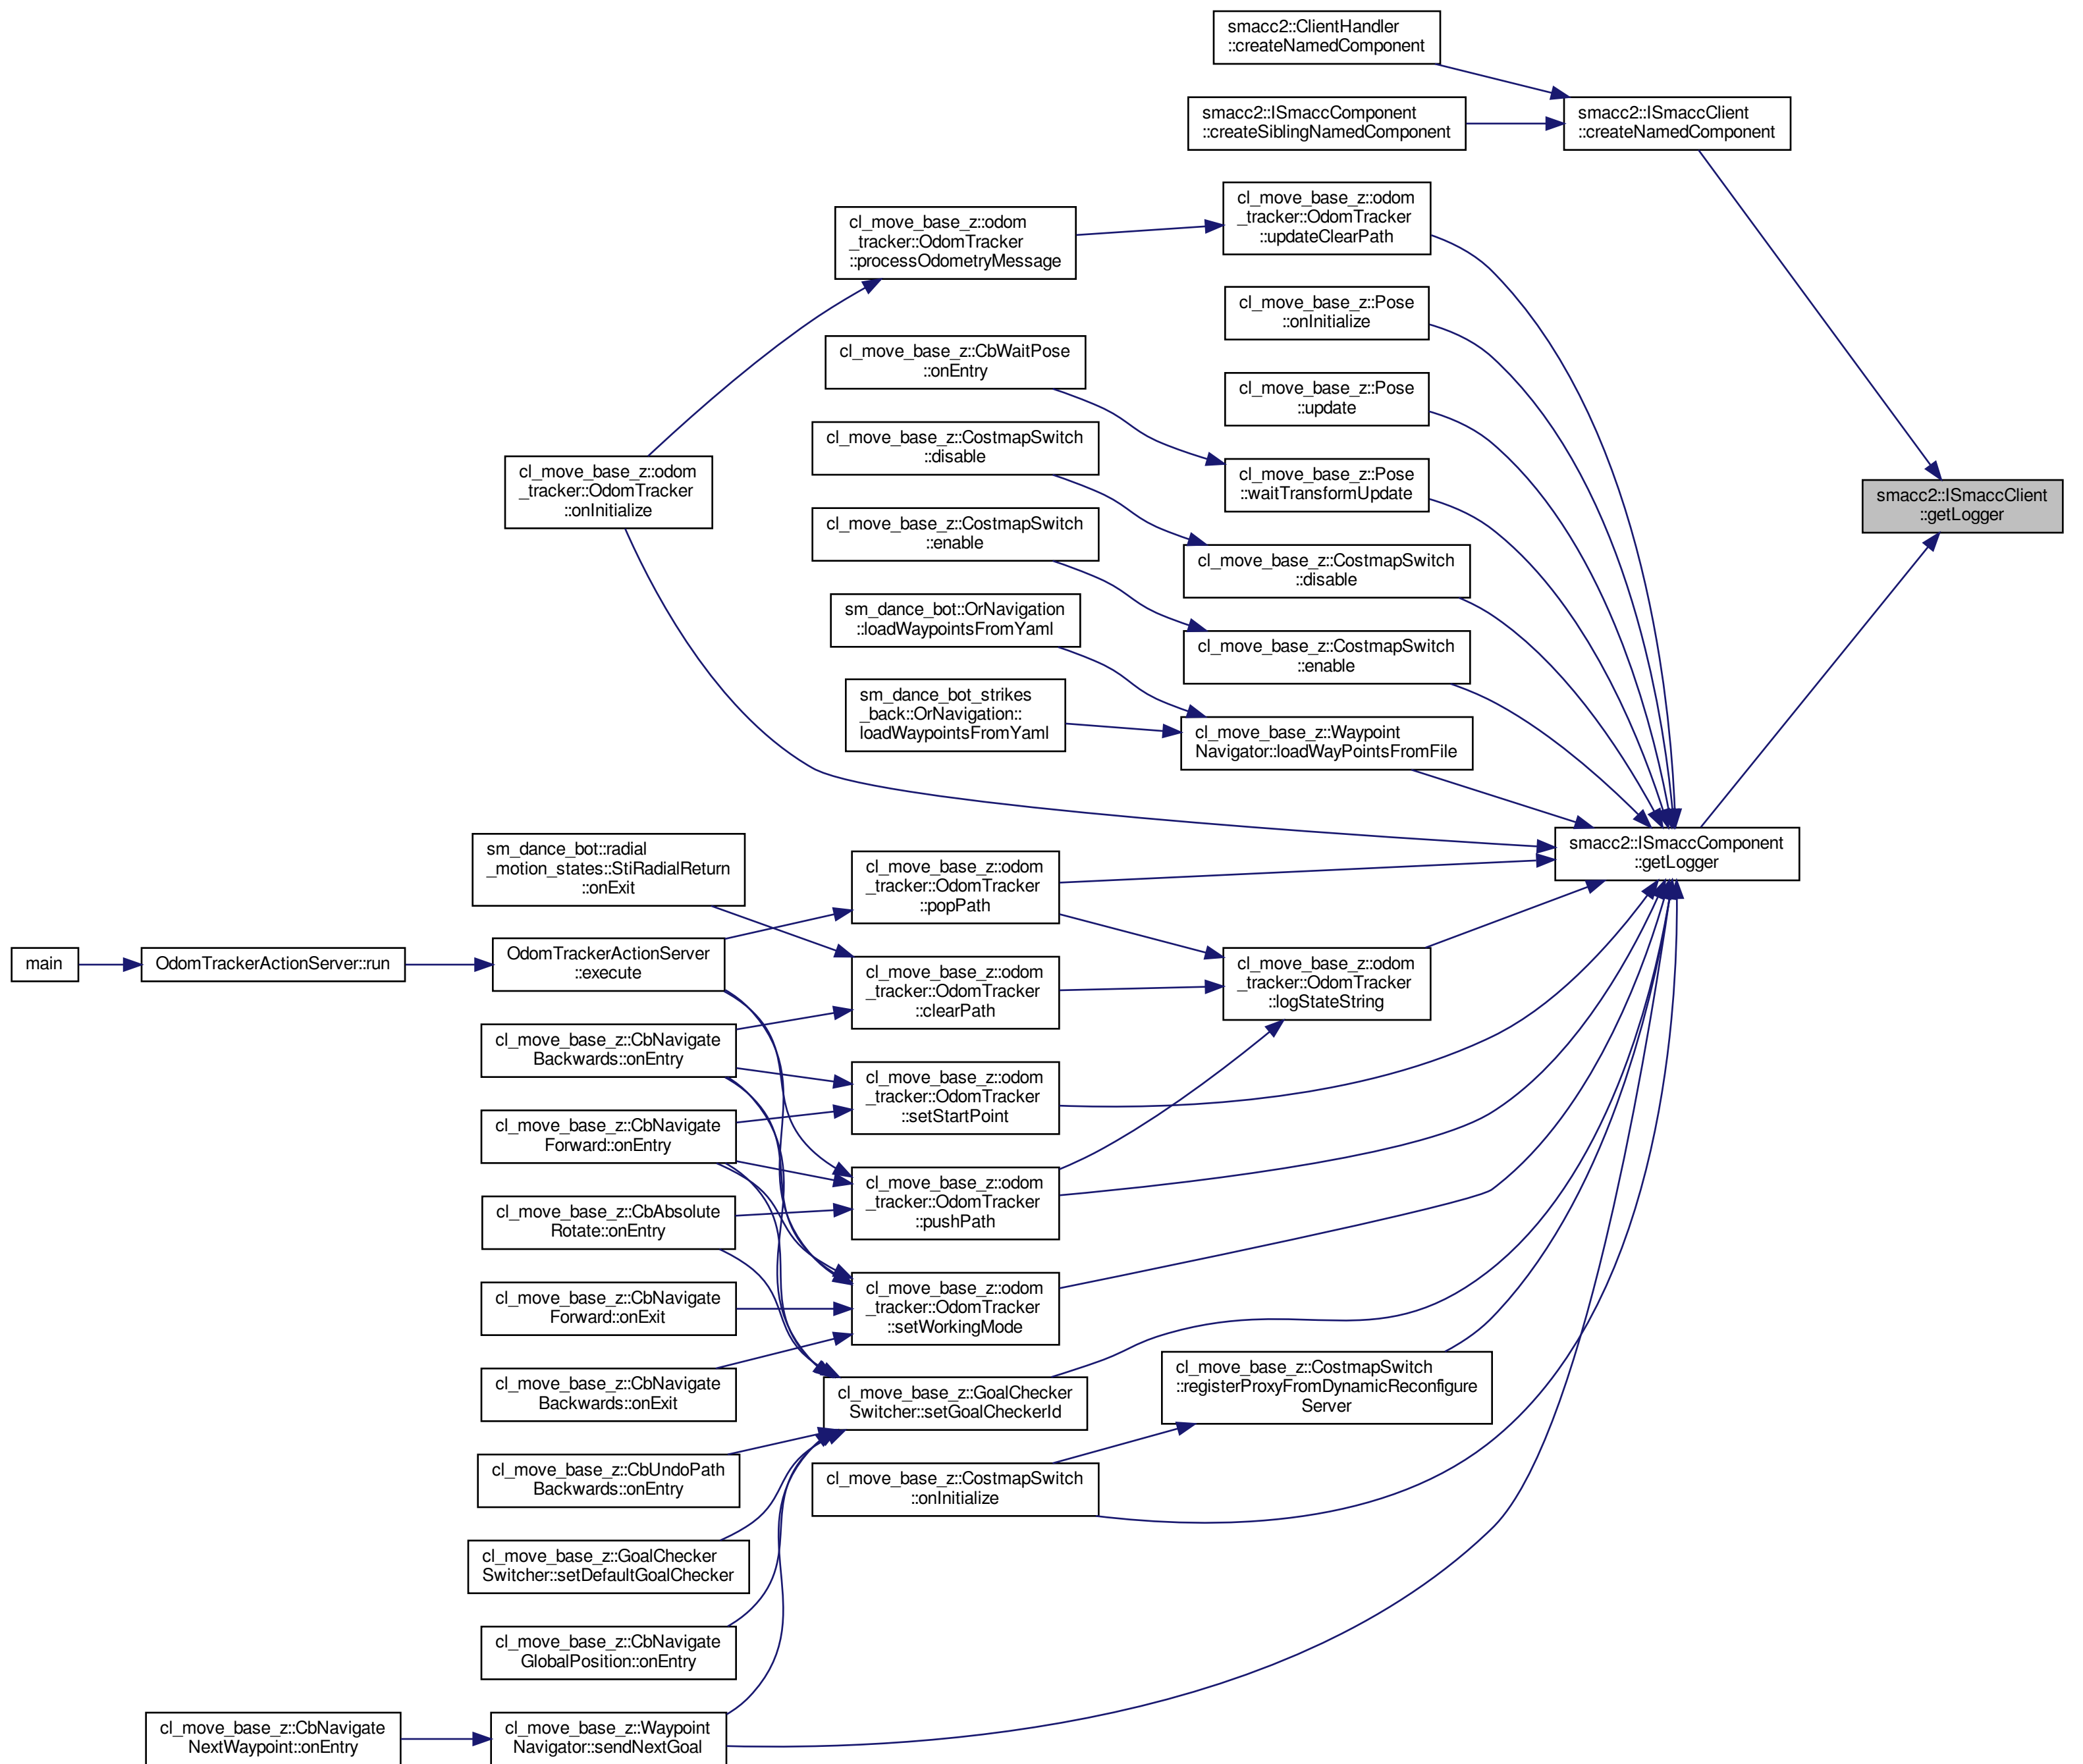 smacc2::ClientHandler
::createNamedComponent
smacc2::ISmaccComponent
::createSiblingNamedComponent
smacc2::ISmaccClient
::createNamedComponent
cl_move_base_z::odom
_tracker::OdomTracker
::updateClearPath
cl_move_base_z::odom
_tracker::OdomTracker
::processOdometryMessage
cl_move_base_z::Pose
::onInitialize
cl_move_base_z::CbWaitPose
::onEntry
cl_move_base_z::Pose
::update
cl_move_base_z::CostmapSwitch
::disable
cl_move_base_z::Pose
::waitTransformUpdate
cl_move_base_z::odom
_tracker::OdomTracker
::onInitialize
smacc2::ISmaccClient
::getLogger
cl_move_base_z::CostmapSwitch
::enable
cl_move_base_z::CostmapSwitch
::disable
sm_dance_bot::OrNavigation
::loadWaypointsFromYaml
cl_move_base_z::CostmapSwitch
::enable
sm_dance_bot_strikes
_back::OrNavigation::
loadWaypointsFromYaml
cl_move_base_z::Waypoint
Navigator::loadWayPointsFromFile
smacc2::ISmaccComponent
::getLogger
sm_dance_bot::radial
_motion_states::StiRadialReturn
::onExit
cl_move_base_z::odom
_tracker::OdomTracker
::popPath
main
OdomTrackerActionServer::run
OdomTrackerActionServer
::execute
cl_move_base_z::odom
_tracker::OdomTracker
::clearPath
cl_move_base_z::odom
_tracker::OdomTracker
::logStateString
cl_move_base_z::CbNavigate
Backwards::onEntry
cl_move_base_z::odom
_tracker::OdomTracker
::setStartPoint
cl_move_base_z::CbNavigate
Forward::onEntry
cl_move_base_z::odom
_tracker::OdomTracker
::pushPath
cl_move_base_z::CbAbsolute
Rotate::onEntry
cl_move_base_z::odom
_tracker::OdomTracker
::setWorkingMode
cl_move_base_z::CbNavigate
Forward::onExit
cl_move_base_z::CbNavigate
Backwards::onExit
cl_move_base_z::GoalChecker
Switcher::setGoalCheckerId
cl_move_base_z::CostmapSwitch
::registerProxyFromDynamicReconfigure
Server
cl_move_base_z::CbUndoPath
Backwards::onEntry
cl_move_base_z::CostmapSwitch
::onInitialize
cl_move_base_z::GoalChecker
Switcher::setDefaultGoalChecker
cl_move_base_z::CbNavigate
GlobalPosition::onEntry
cl_move_base_z::CbNavigate
NextWaypoint::onEntry
cl_move_base_z::Waypoint
Navigator::sendNextGoal